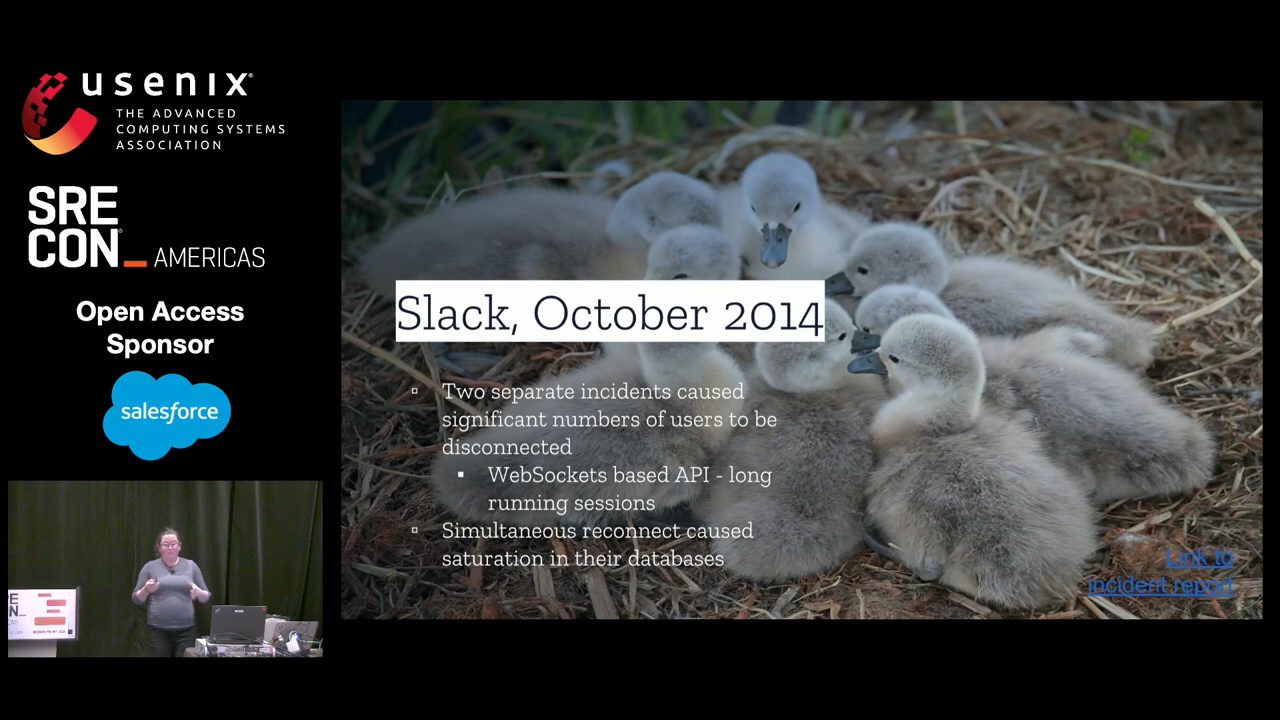 usenix
THE ADVANCED
COMPUTING SYSTEMS
ASSOCIATION
SRE
CON_ AMERICAS
Open Access
Sponsor
salesforce
Slack, October 2014
▫ Two separate incidents caused
significant numbers of users to be
disconnected
▪ WebSockets based API - long
running sessions
▫ Simultaneous reconnect caused
saturation in their databases
Link to
incident report